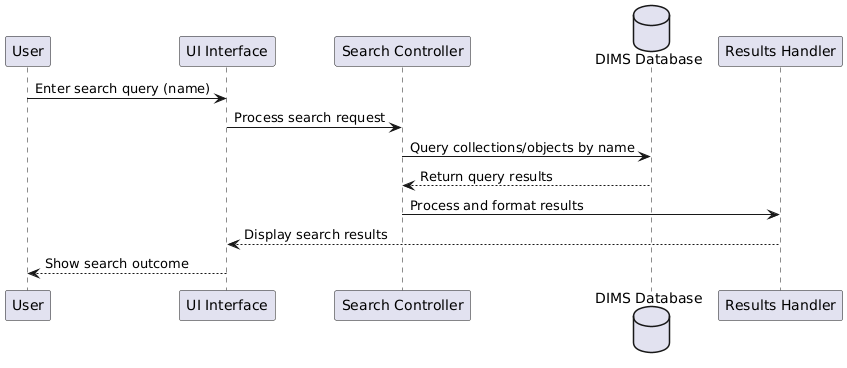 User
UI Interface
Search Controller
DIMS Database
Results Handler
Enter search query (name)
Process search request
Query collections/objects by name
Return query results
Process and format results
Display search results
Show search outcome
User
UI Interface
Search Controller
DIMS Database
Results Handler